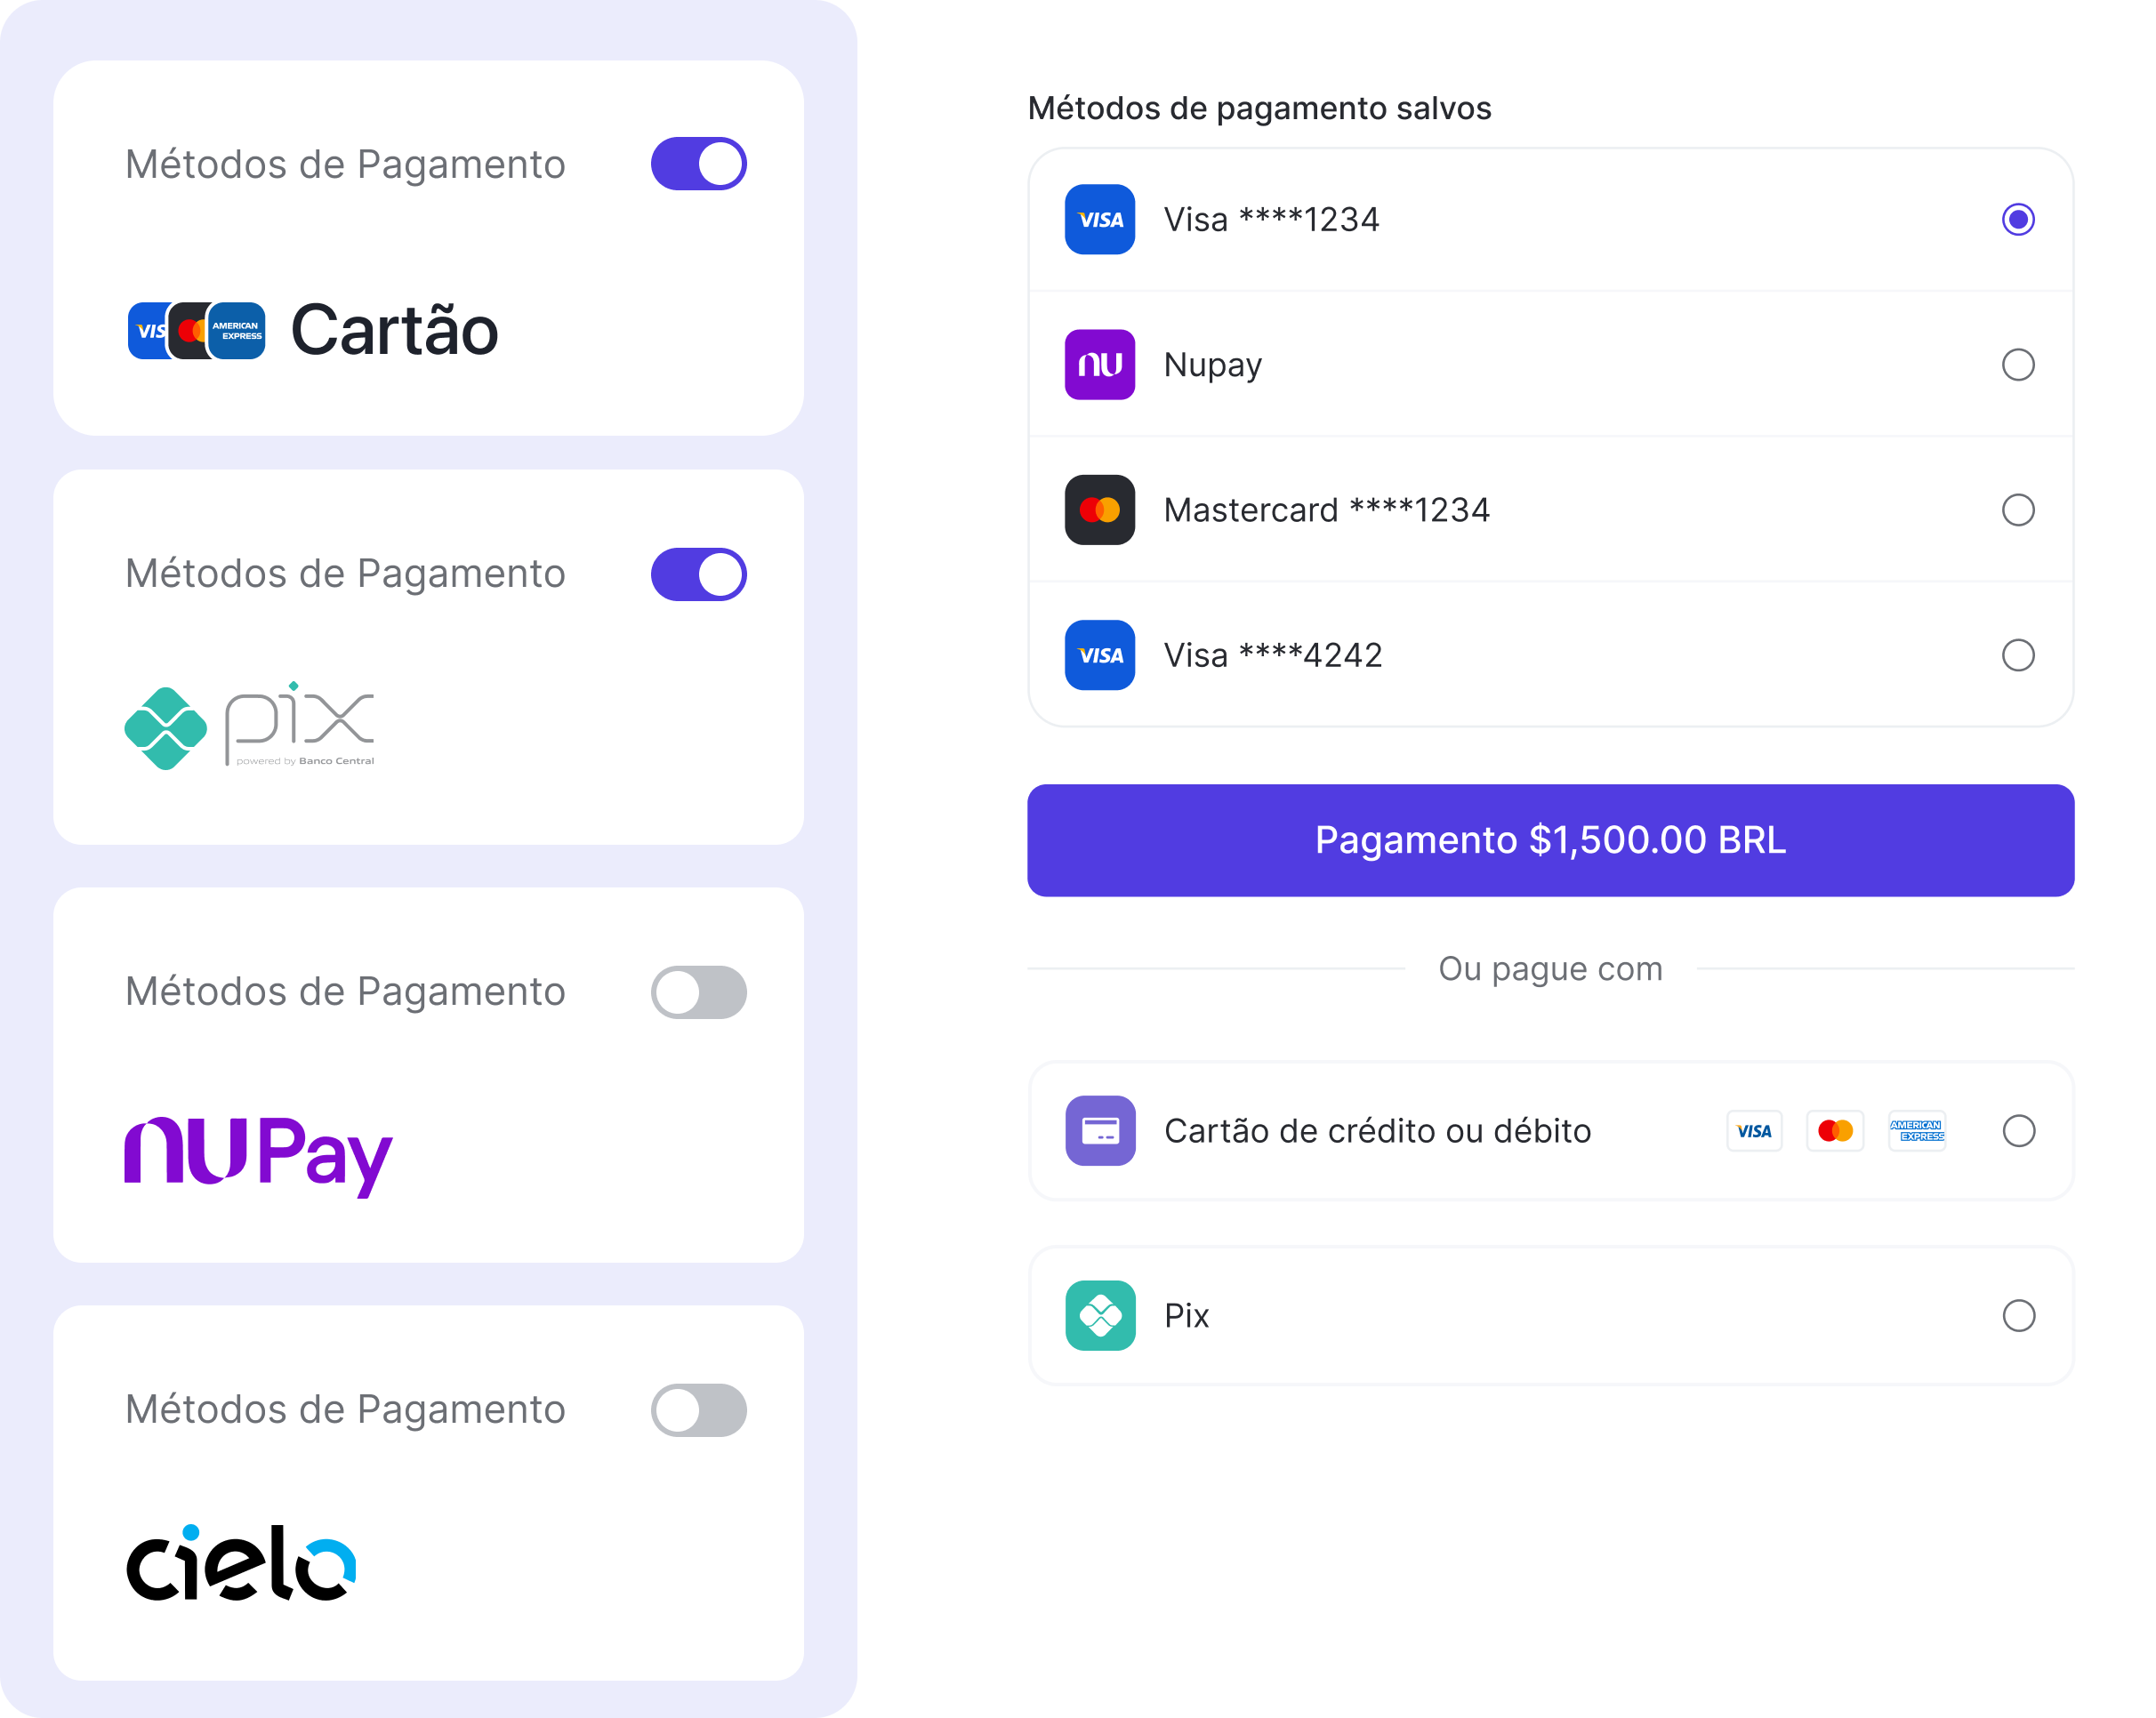 Métodos de Pagamento
VISA
AMERICAN
EXPRESS
Cartão
Métodos de Pagamento
pix
powered by Banco Central
Métodos de Pagamento
nuPay
Métodos de Pagamento
cielo
Métodos de pagamento salvos
VISA
Visa ****1234
nu
Nupay
Mastercard ****1234
VISA
Visa ****4242
Pagamento $1,500.00 BRL
Ou pague com
Cartão de crédito ou débito
VISA
AMERICAN
EXPRESS
Pix